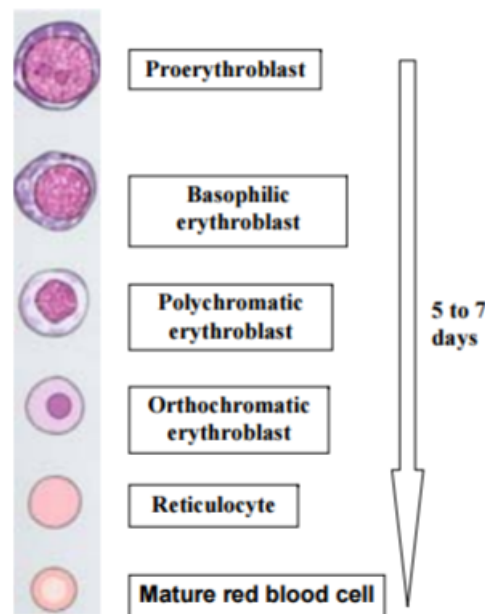 Proerythroblast
Basophilic
erythroblast
Polychromatic
erythroblast
5 to 7
days
Orthochromatic
erythroblast
Reticulocyte
Mature red blood cell